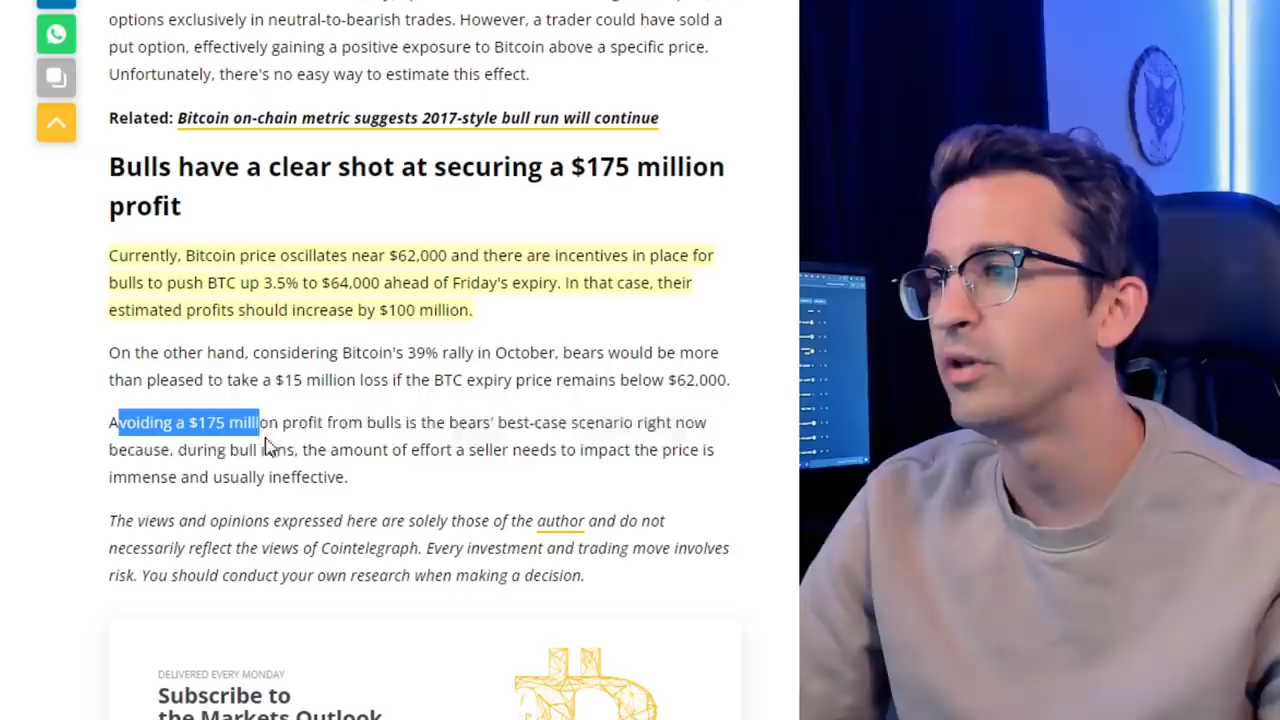 options exclusively in neutral-to-bearish trades. However, a trader could have sold a
put option, effectively gaining a positive exposure to Bitcoin above a specific price.
Unfortunately, there's no easy way to estimate this effect.
Related: Bitcoin on-chain metric suggests 2017-style bull run will continue
Bulls have a clear shot at securing a $175 million
profit
Currently, Bitcoin price oscillates near $62,000 and there are incentives in place for
bulls to push BTC up 3.5% to $64,000 ahead of Friday's expiry. In that case, their
estimated profits should increase by $100 million.
On the other hand, considering Bitcoin's 39% rally in October, bears would be more
than pleased to take a $15 million loss if the BTC expiry price remains below $62,000.
Avoiding a $175 million profit from bulls is the bears' best-case scenario right now
because, during bull runs, the amount of effort a seller needs to impact the price is
immense and usually ineffective.
The views and opinions expressed here are solely those of the author and do not
necessarily reflect the views of Cointelegraph. Every investment and trading move involves
risk. You should conduct your own research when making a decision.
DELIVERED EVERY MONDAY
Subscribe to
the Markets Outlook